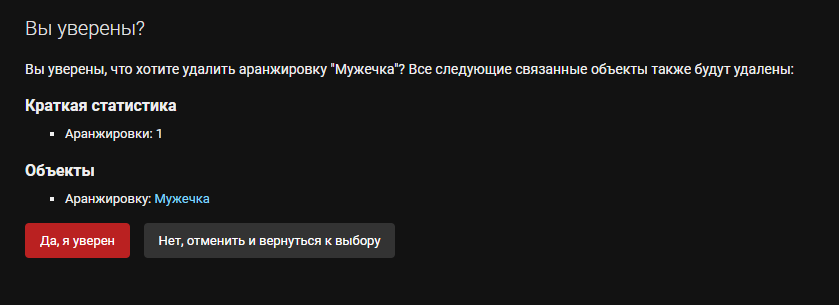 Вы уверены?
Вы уверены, что хотите удалить аранжировку "Мужечка"? Все следующие связанные объекты также будут удалены:
Краткая статистика
Аранжировки: 1
Объекты
Аранжировку: Мужечка
Да, я уверен
Нет, отменить и вернуться к выбору